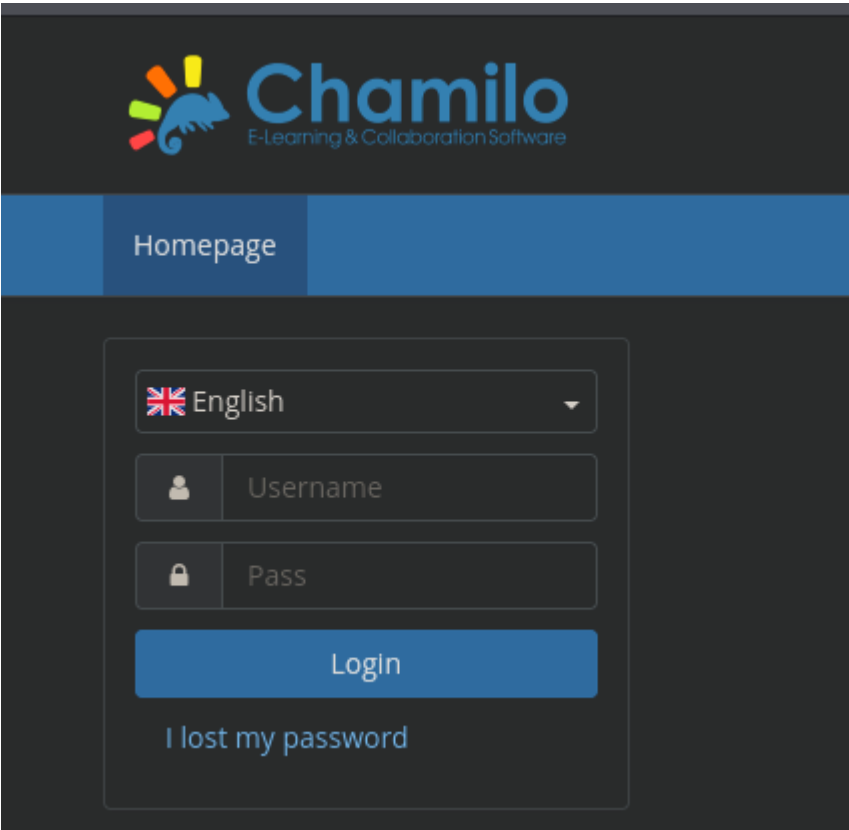 Chamilo
E-Learning & Collaboration Software
Homepage
English
Username
Pass
Login
I lost my password